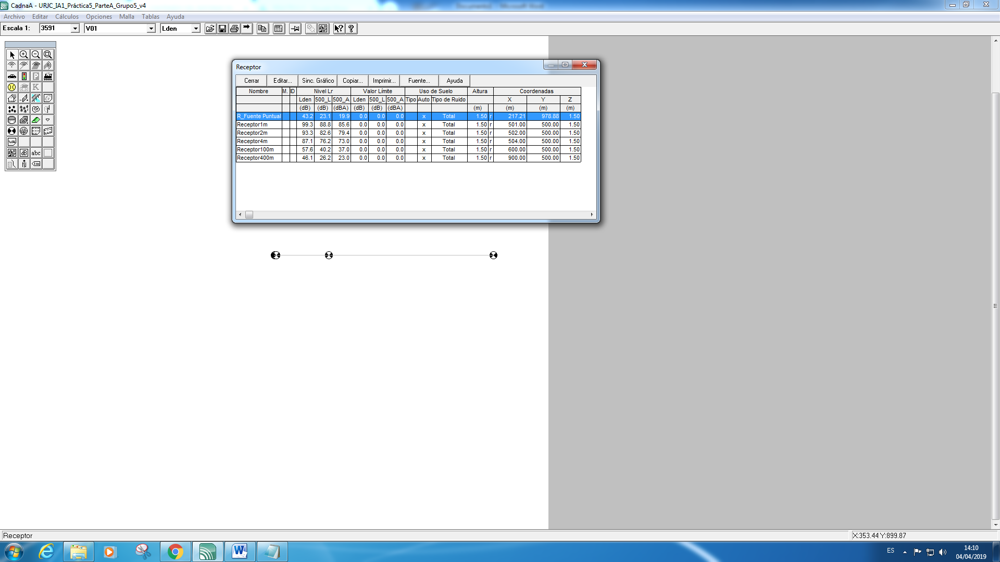 CadnaA - URJC_IA1_Práctica5_ParteA_Grupo5_v4
Archivo Editar Cálculos Opciones Malla Tablas Ayuda
Escala 1: 3591 V01 Lden
Receptor
Cerrar Editar... Sinc. Gráfico Copiar... Imprimir... Fuente... Ayuda
Nombre M. ID Nivel Lr Valor Límite Uso de Suelo Altura Coordenadas
Lden 500_L 500_A Lden 500_L 500_A Tipo Auto Tipo de Ruido X Y Z
(dB) (dB) (dBA) (dB) (dB) (dBA) (m) (m) (m) (m)
R_Fuente Puntual 43.2 23.1 19.9 0.0 0.0 0.0 x Total 1.50 r 217.21 978.88 1.50
Receptor1m 99.3 88.8 85.6 0.0 0.0 0.0 x Total 1.50 r 501.00 500.00 1.50
Receptor2m 93.3 82.6 79.4 0.0 0.0 0.0 x Total 1.50 r 502.00 500.00 1.50
Receptor4m 87.1 76.2 73.0 0.0 0.0 0.0 x Total 1.50 r 504.00 500.00 1.50
Receptor100m 57.6 40.2 37.0 0.0 0.0 0.0 x Total 1.50 r 600.00 500.00 1.50
Receptor400m 46.1 26.2 23.0 0.0 0.0 0.0 x Total 1.50 r 900.00 500.00 1.50
P
K
dB abc
Receptor X:353.44 Y:899.87
ES 14:10
04/04/2019